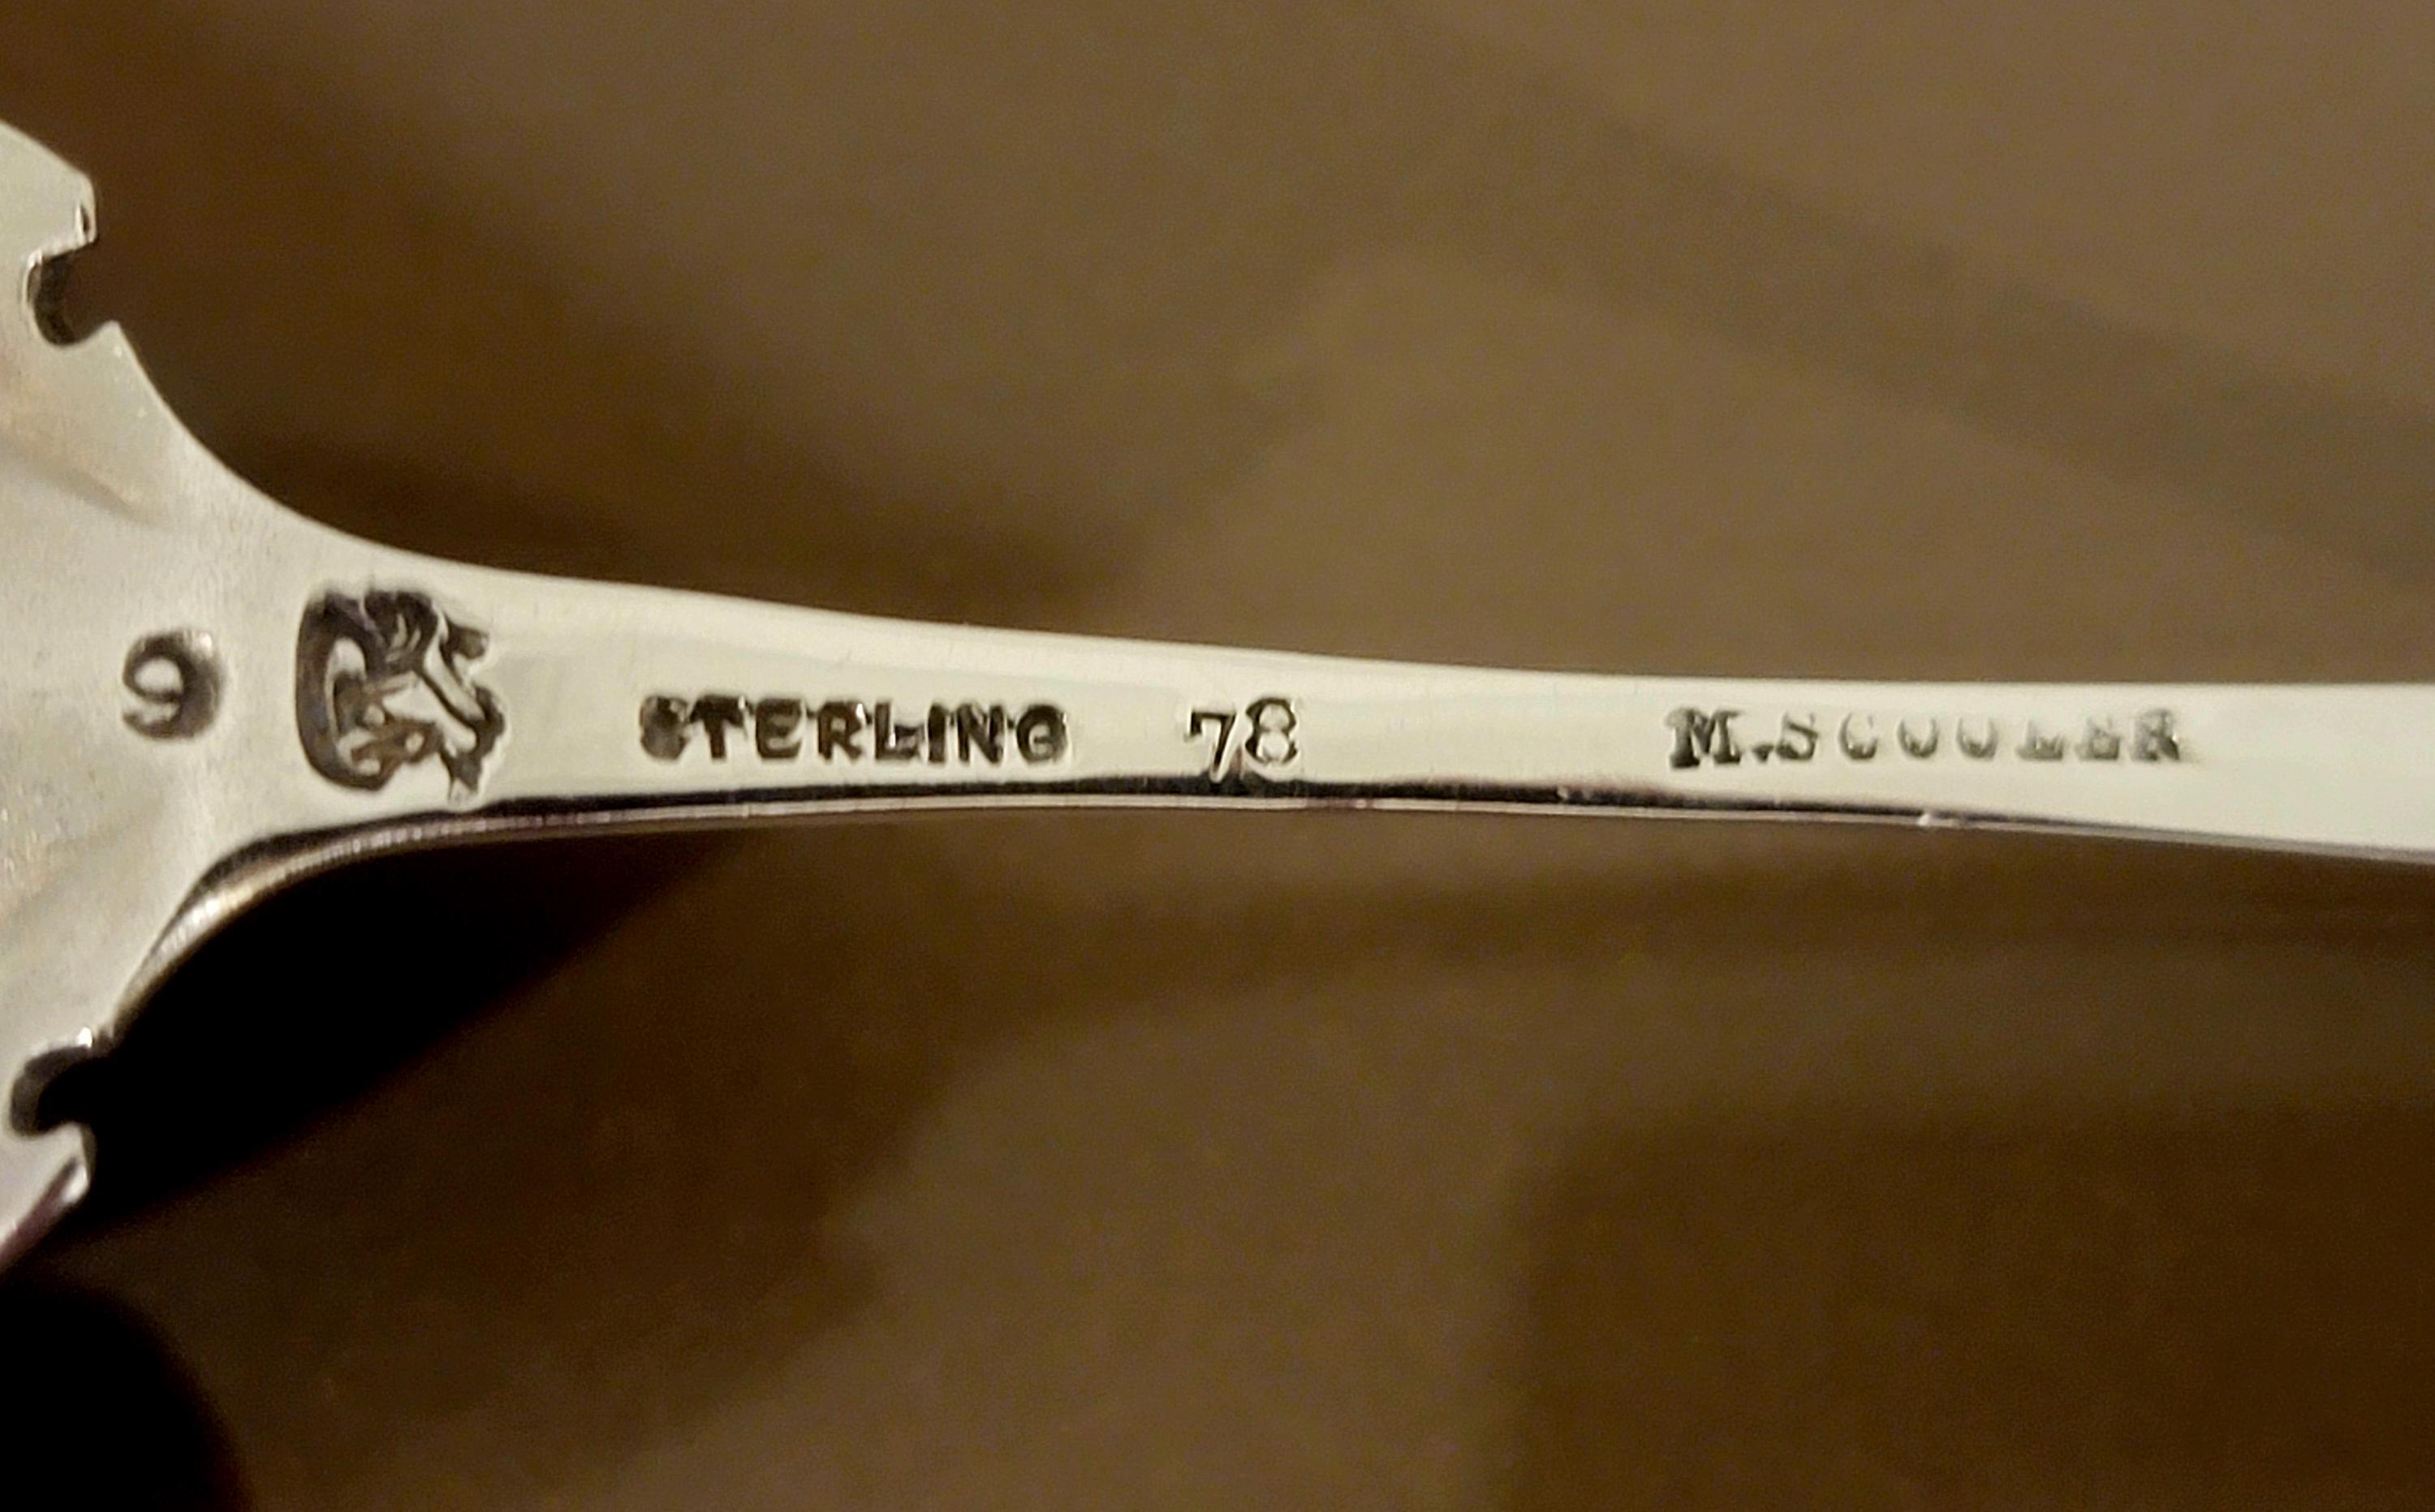 9 STERLING 78 M.SCOOLER